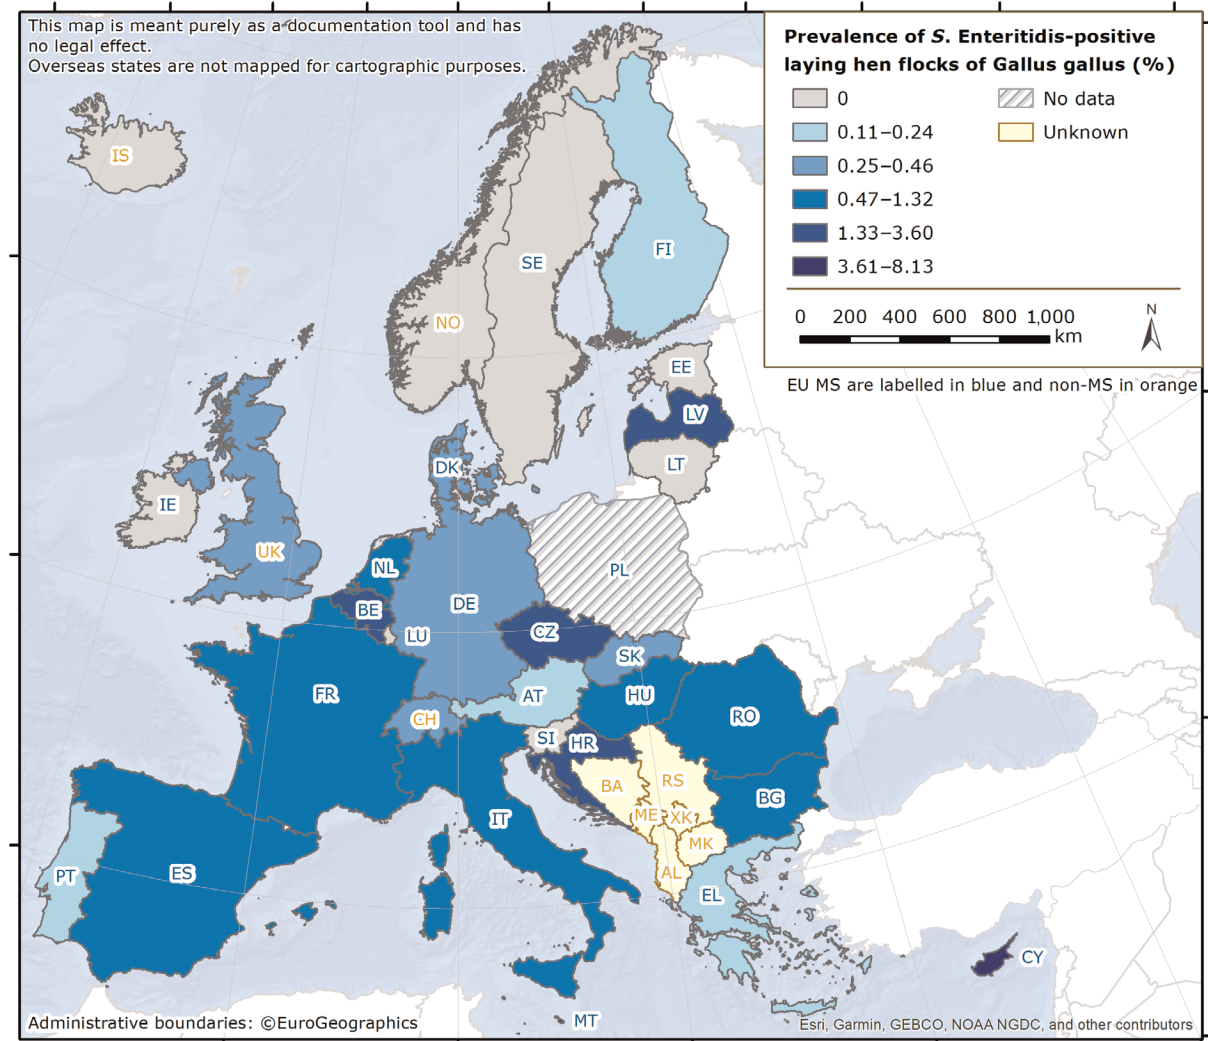 This map is meant purely as a documentation tool and has
no legal effect.
Overseas states are not mapped for cartographic purposes.
Prevalence of S. Enteritidis-positive
laying hen flocks of Gallus gallus (%)
0
No data
0.11–0.24
Unknown
0.25–0.46
0.47–1.32
1.33–3.60
3.61–8.13
0 200 400 600 800 1,000
km
N
EU MS are labelled in blue and non-MS in orange
IS
FI
SE
NO
EE
LV
LT
DK
IE
UK
NL
PL
BE
DE
LU
CZ
SK
FR
AT
HU
CH
RO
SI
HR
BA
RS
BG
IT
ME
XK
MK
PT
ES
AL
EL
CY
MT
Administrative boundaries: ©EuroGeographics
Esri, Garmin, GEBCO, NOAA NGDC, and other contributors